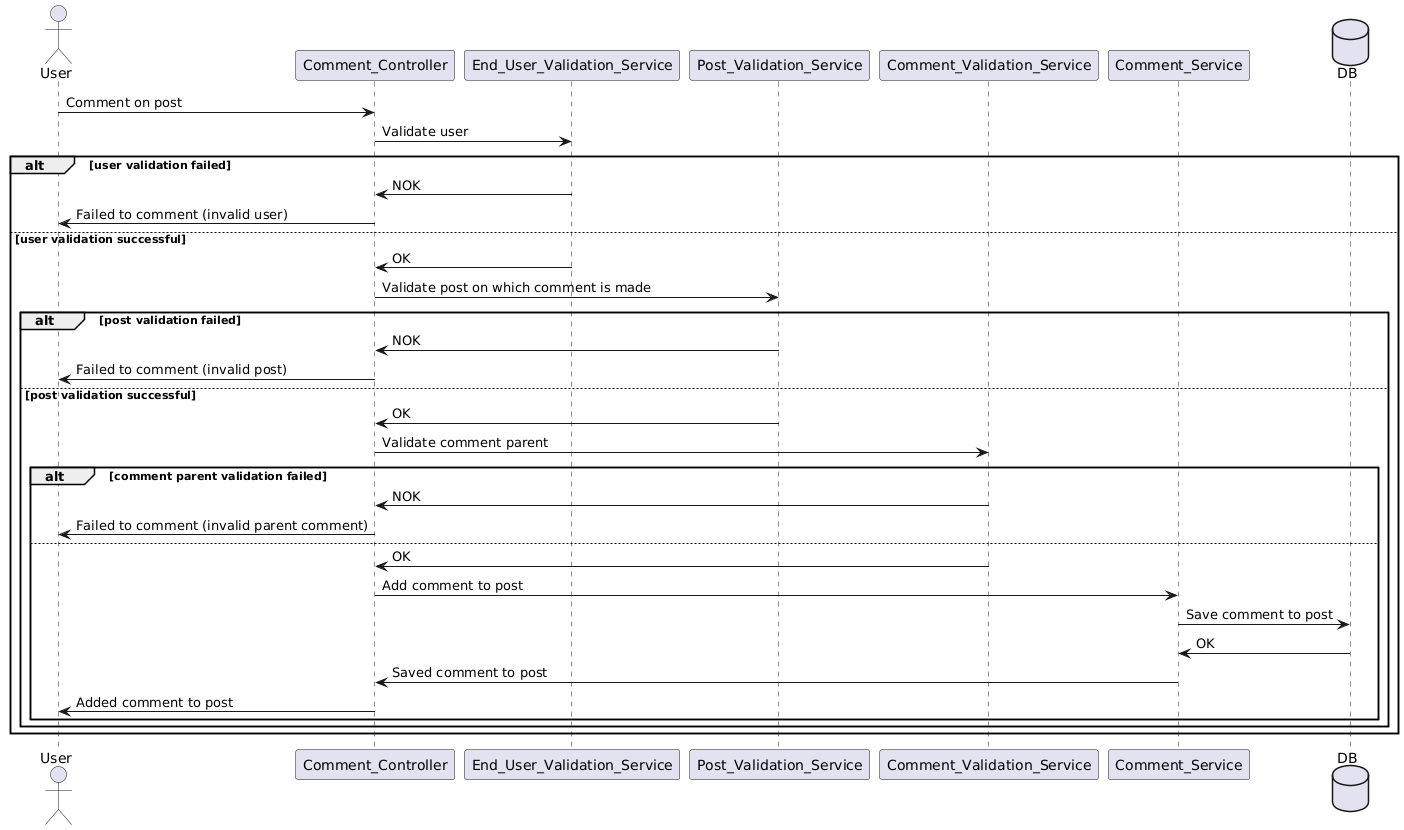 User
Comment_Controller
End_User_Validation_Service
Post_Validation_Service
Comment_Validation_Service
Comment_Service
DB
Comment on post
Validate user
alt
[user validation failed]
NOK
Failed to comment (invalid user)
[user validation successful]
OK
Validate post on which comment is made
alt
[post validation failed]
NOK
Failed to comment (invalid post)
[post validation successful]
OK
Validate comment parent
alt
[comment parent validation failed]
NOK
Failed to comment (invalid parent comment)
OK
Add comment to post
Save comment to post
OK
Saved comment to post
Added comment to post
User
Comment_Controller
End_User_Validation_Service
Post_Validation_Service
Comment_Validation_Service
Comment_Service
DB